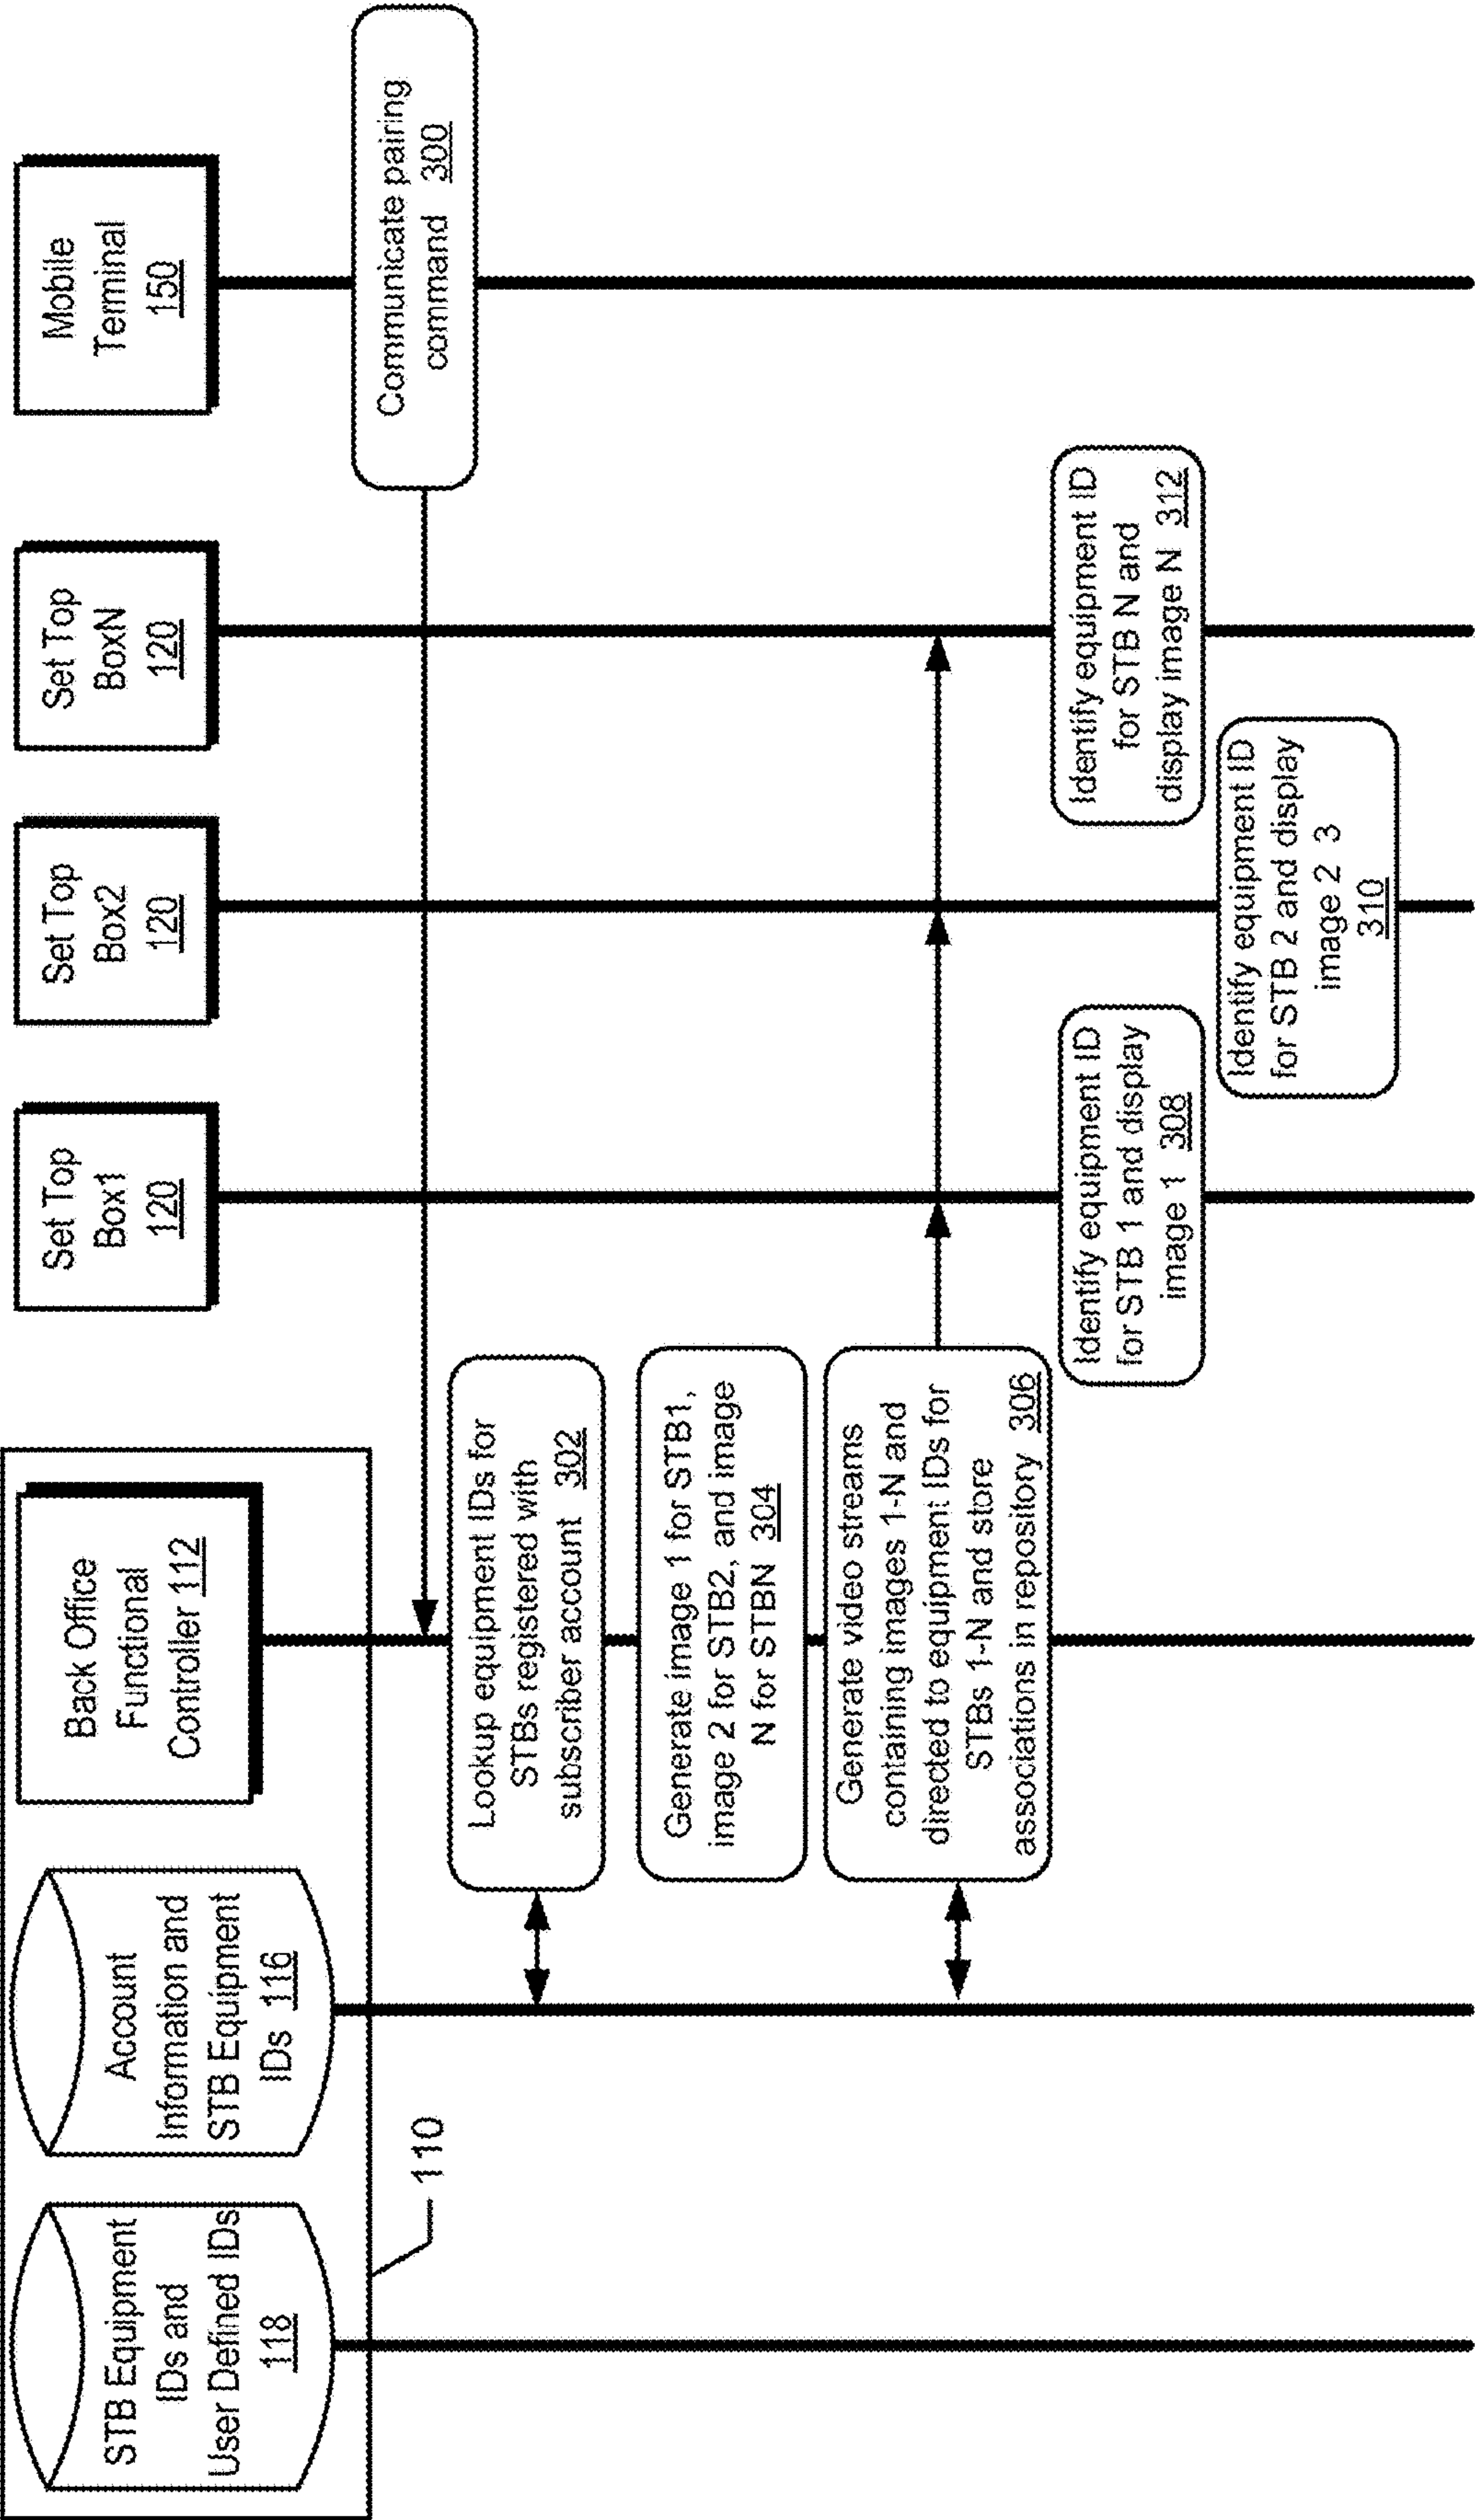 STB Equipment
IDs and
User Defined IDs
118
Account
Information and
STB Equipment
IDs 116
Back Office
Functional
Controller 112
Set Top
Box1
120
Set Top
Box2
120
Set Top
BoxN
120
Mobile
Terminal
150
110
Communicate pairing
command 300
Lookup equipment IDs for
STBs registered with
subscriber account 302
Generate image 1 for STB1,
image 2 for STB2, and image
N for STBN 304
Generate video streams
containing images 1-N and
directed to equipment IDs for
STBs 1-N and store
associations in repository 306
Identify equipment ID
for STB 1 and display
image 1 308
Identify equipment ID
for STB 2 and display
image 2 3
310
Identify equipment ID
for STB N and
display image N 312